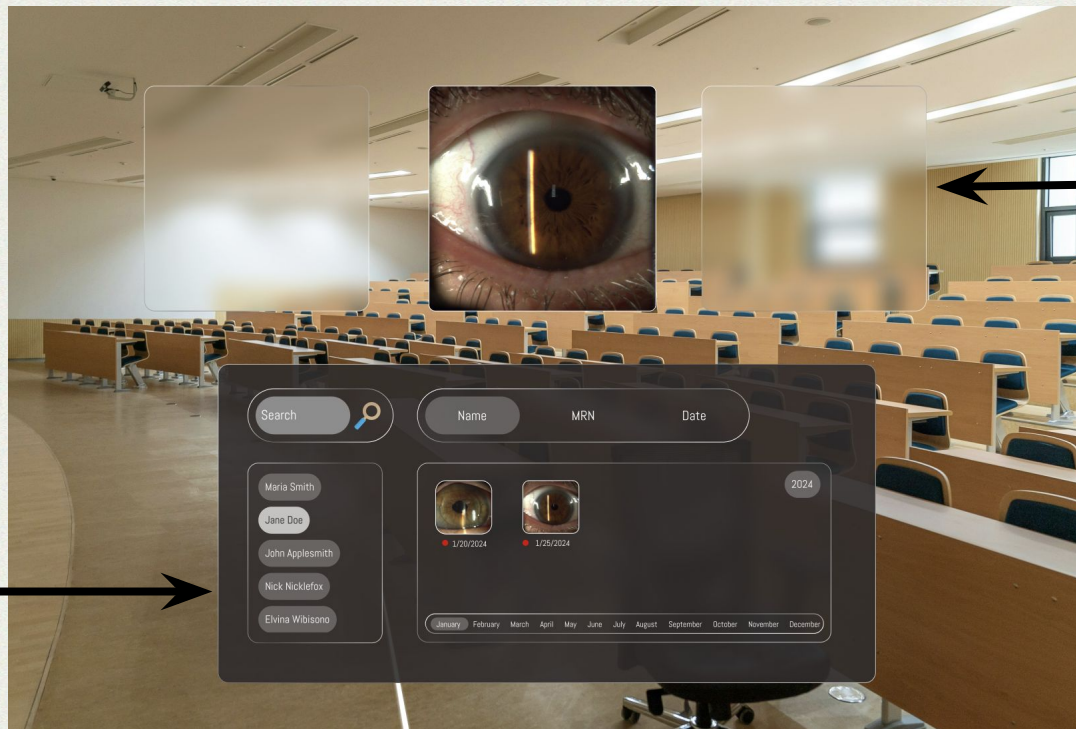 Search
Name MRN Date
Maria Smith
Jane Doe
John Applesmith
Nick Nicklefox
Elvina Wibisono
2024
1/20/2024 1/25/2024
January February March April May June July August September October November December